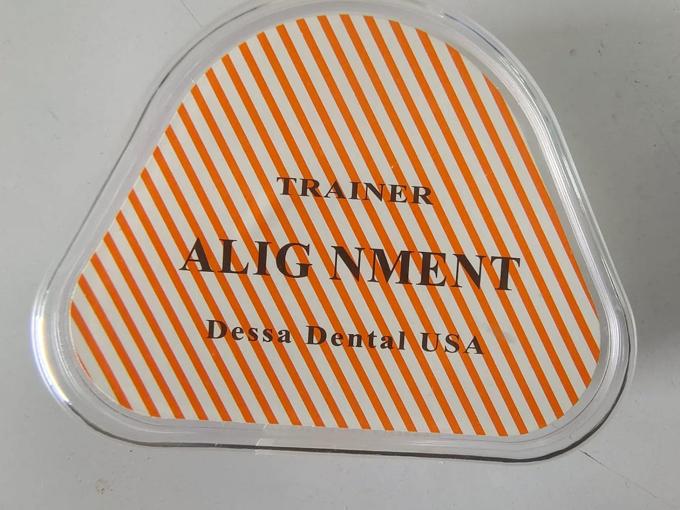 TRAINER
ALIG NMENT
Dessa Dental USA